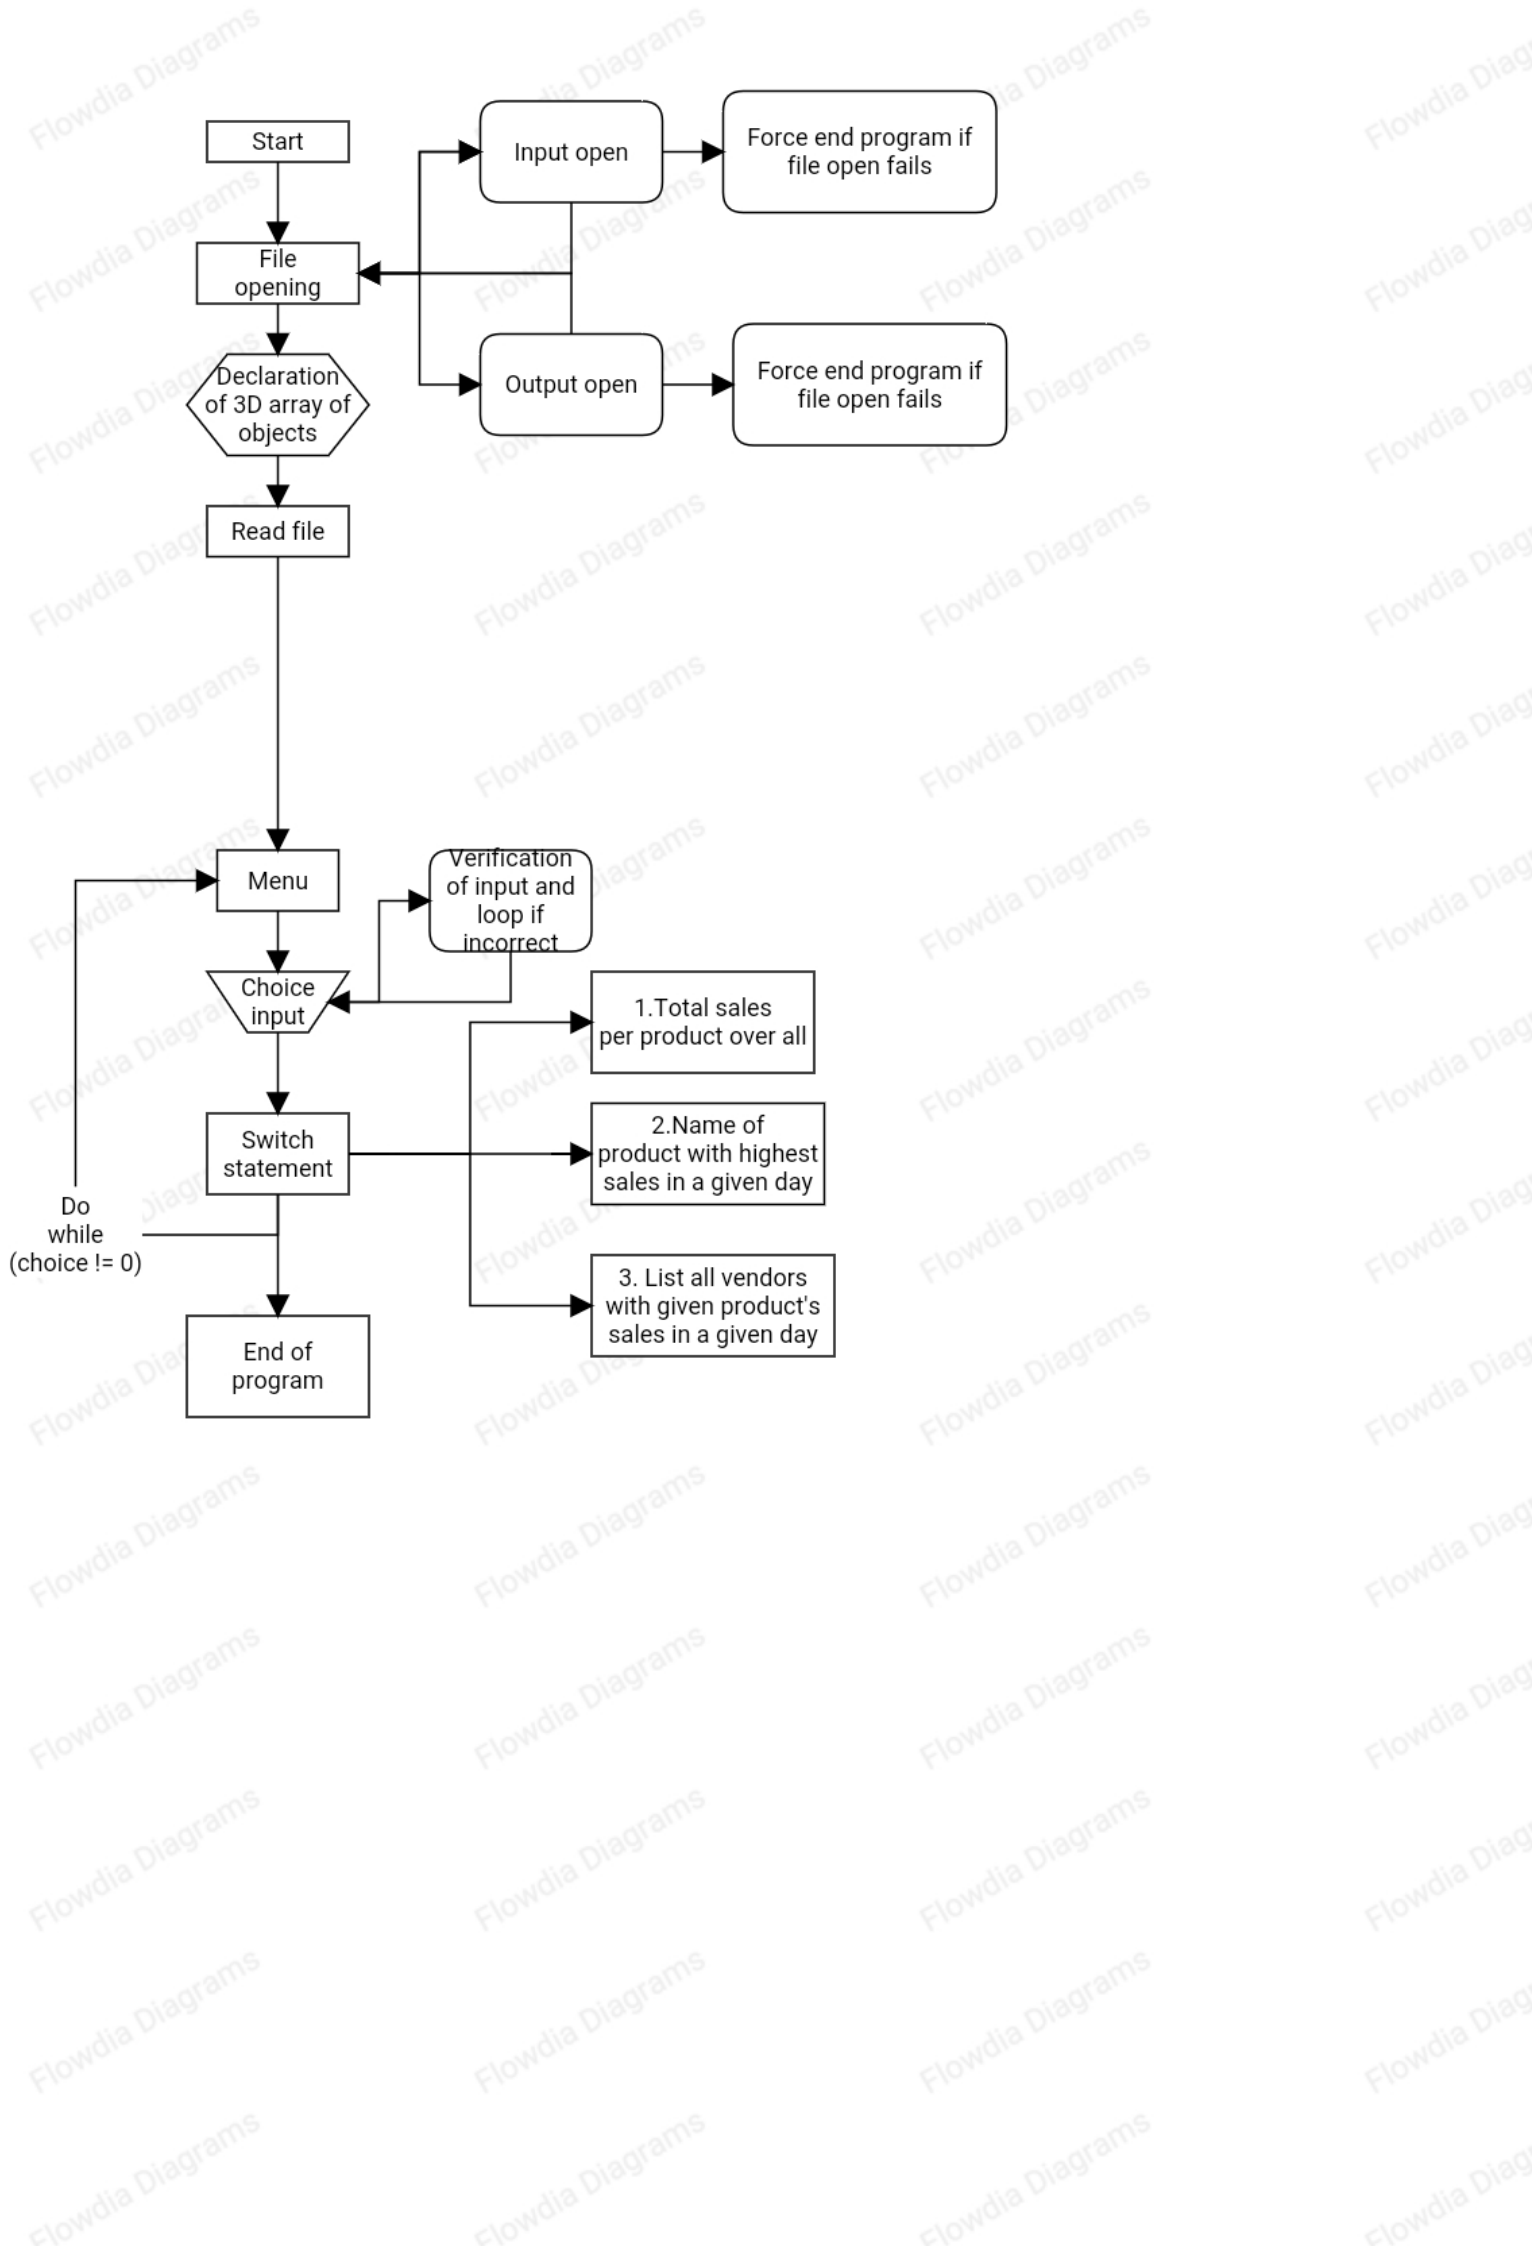 Start
File
opening
Input open
Force end program if
file open fails
Output open
Force end program if
file open fails
Declaration
of 3D array of
objects
Read file
Menu
Verification
of input and
loop if
incorrect
Choice
input
1.Total sales
per product over all
Switch
statement
2.Name of
product with highest
sales in a given day
Do
while
(choice != 0)
3. List all vendors
with given product's
sales in a given day
End of
program
Flowdia Diagrams